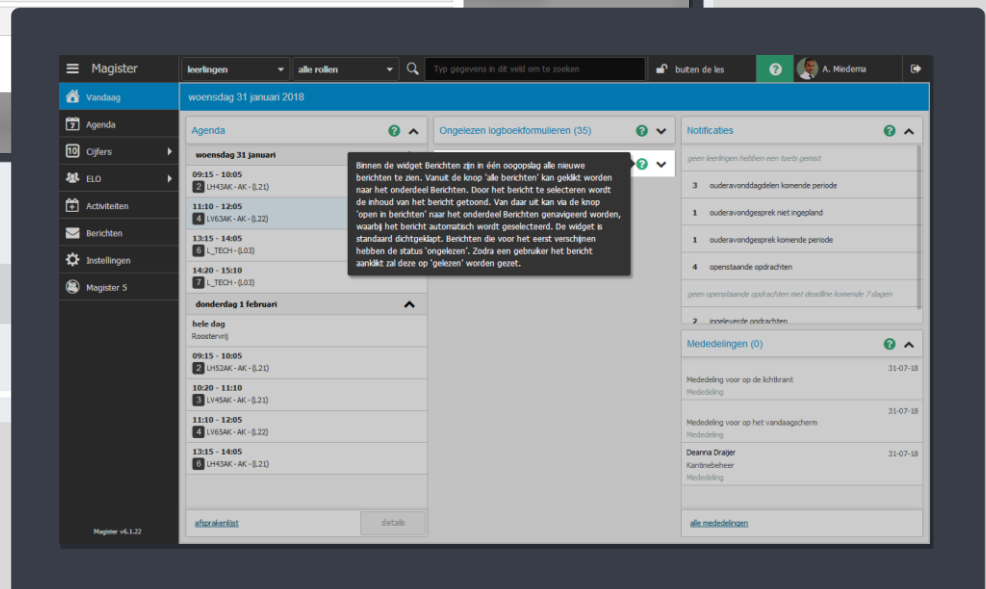 Magister
leerlingen
alle rollen
Typ gegevens in dit veld om te zoeken
buiten de les
?
A. Miedema
Vandaag
7 Agenda
10 Cijfers
ELO
Activiteiten
Berichten
Instellingen
Magister 5
Magister v6.1.22
woensdag 31 januari 2018
Agenda ?
woensdag 31 januari
09:15 - 10:05
2 LH43AK - AK - (L21)
11:10 - 12:05
4 LV63AK - AK - (L22)
13:15 - 14:05
6 L_TECH - (L03)
14:20 - 15:10
7 L_TECH - (L03)
donderdag 1 februari
hele dag
Roostervrij
09:15 - 10:05
2 LH52AK - AK - (L21)
10:20 - 11:10
3 LV45AK - AK - (L21)
11:10 - 12:05
4 LV65AK - AK - (L22)
13:15 - 14:05
6 LH43AK - AK - (L21)
afsprakenlijst
details
Ongelezen logboekformulieren (35) ?
?
Binnen de widget Berichten zijn in één oogopslag alle nieuwe
berichten te zien. Vanuit de knop 'alle berichten' kan geklikt worden
naar het onderdeel Berichten. Door het bericht te selecteren wordt
de inhoud van het bericht getoond. Van daar uit kan via de knop
'open in berichten' naar het onderdeel Berichten genavigeerd worden,
waarbij het bericht automatisch wordt geselecteerd. De widget is
standaard dichtgeklapt. Berichten die voor het eerst verschijnen
hebben de status 'ongelezen'. Zodra een gebruiker het bericht
aanklikt zal deze op 'gelezen' worden gezet.
Notificaties ?
geen leerlingen hebben een toets gemist
3 ouderavonddagdelen komende periode
1 ouderavondgesprek niet ingepland
1 ouderavondgesprek komende periode
4 openstaande opdrachten
geen openstaande opdrachten met deadline komende 7 dagen
2 ingeleverde opdrachten
Mededelingen (0) ?
31-07-18
Mededeling voor op de lichtkrant
Mededeling
31-07-18
Mededeling voor op het vandaagscherm
Mededeling
Deanna Draijer 31-07-18
Kantinebeheer
Mededeling
alle mededelingen